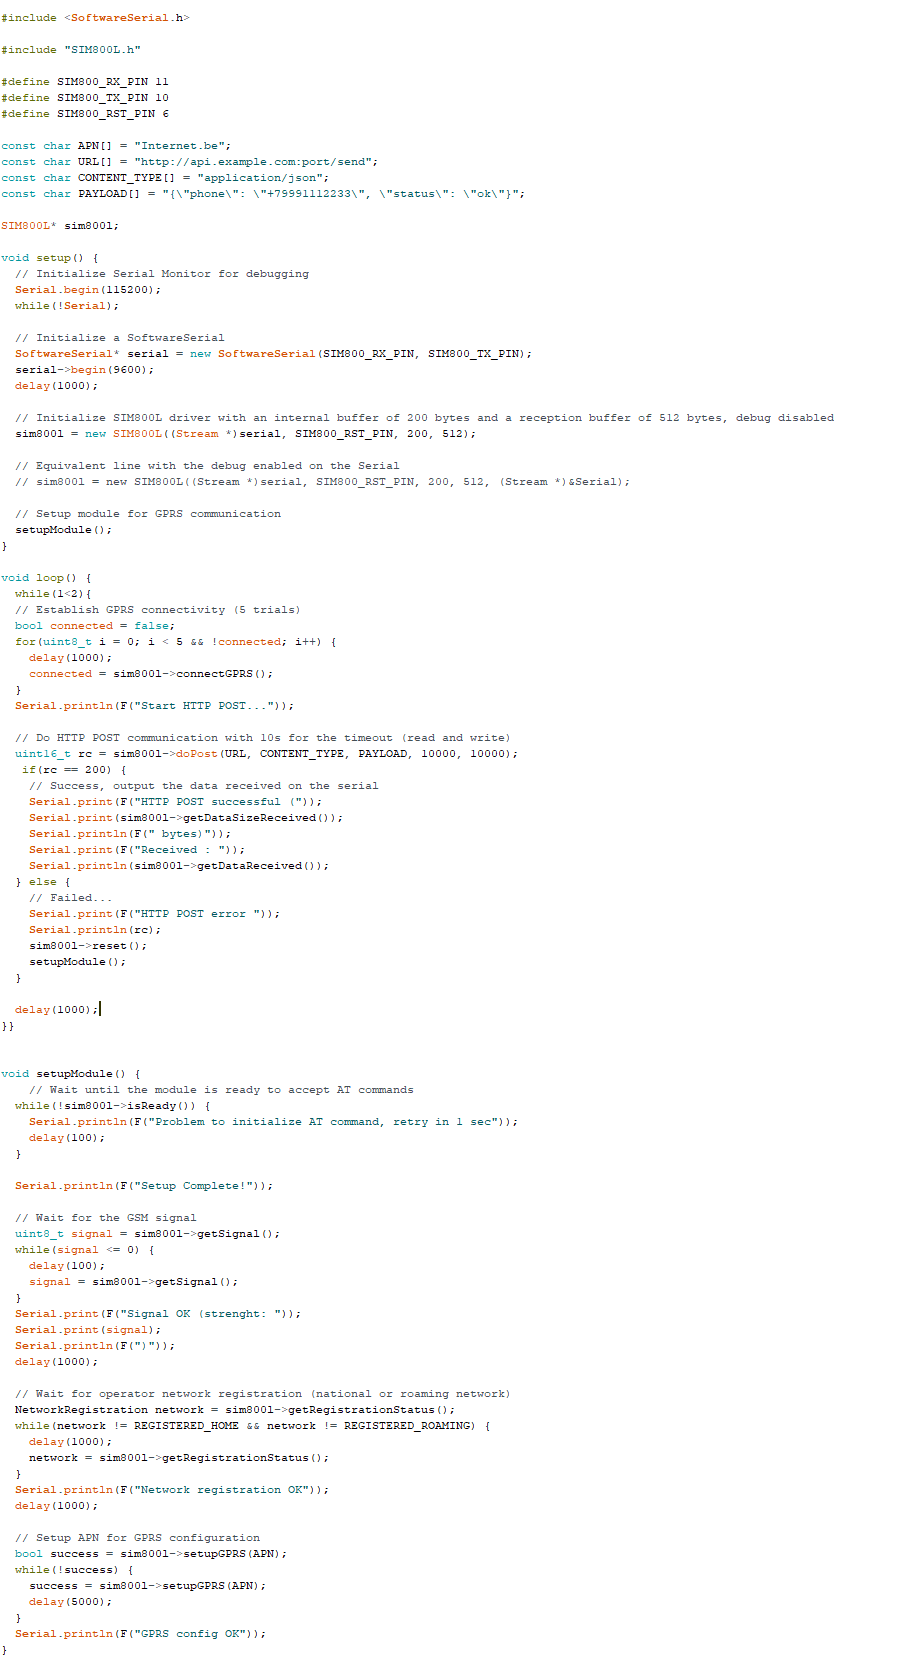 #include <SoftwareSerial.h>
#include "SIM800L.h"
#define SIM800_RX_PIN 11
#define SIM800_TX_PIN 10
#define SIM800_RST_PIN 6
const char APN[] = "Internet.be";
const char URL[] = "http://api.example.com:port/send";
const char CONTENT_TYPE[] = "application/json";
const char PAYLOAD[] = "{\"phone\": \"+79991112233\", \"status\": \"ok\"}";
SIM800L* sim800l;
void setup() {
  // Initialize Serial Monitor for debugging
  Serial.begin(115200);
  while(!Serial);
  // Initialize a SoftwareSerial
  SoftwareSerial* serial = new SoftwareSerial(SIM800_RX_PIN, SIM800_TX_PIN);
  serial->begin(9600);
  delay(1000);
  // Initialize SIM800L driver with an internal buffer of 200 bytes and a reception buffer of 512 bytes, debug disabled
  sim800l = new SIM800L((Stream *)serial, SIM800_RST_PIN, 200, 512);
  // Equivalent line with the debug enabled on the Serial
  // sim800l = new SIM800L((Stream *)serial, SIM800_RST_PIN, 200, 512, (Stream *)&Serial);
  // Setup module for GPRS communication
  setupModule();
}
void loop() {
  while(1<2){
  // Establish GPRS connectivity (5 trials)
  bool connected = false;
  for(uint8_t i = 0; i < 5 && !connected; i++) {
    delay(1000);
    connected = sim800l->connectGPRS();
  }
  Serial.println(F("Start HTTP POST..."));
  // Do HTTP POST communication with 10s for the timeout (read and write)
  uint16_t rc = sim800l->doPost(URL, CONTENT_TYPE, PAYLOAD, 10000, 10000);
   if(rc == 200) {
    // Success, output the data received on the serial
    Serial.print(F("HTTP POST successful ("));
    Serial.print(sim800l->getDataSizeReceived());
    Serial.println(F(" bytes)"));
    Serial.print(F("Received : "));
    Serial.println(sim800l->getDataReceived());
  } else {
    // Failed...
    Serial.print(F("HTTP POST error "));
    Serial.println(rc);
    sim800l->reset();
    setupModule();
  }
  delay(1000);
}}
void setupModule() {
    // Wait until the module is ready to accept AT commands
  while(!sim800l->isReady()) {
    Serial.println(F("Problem to initialize AT command, retry in 1 sec"));
    delay(100);
  }
  Serial.println(F("Setup Complete!"));
  // Wait for the GSM signal
  uint8_t signal = sim800l->getSignal();
  while(signal <= 0) {
    delay(100);
    signal = sim800l->getSignal();
  }
  Serial.print(F("Signal OK (strenght: "));
  Serial.print(signal);
  Serial.println(F(")"));
  delay(1000);
  // Wait for operator network registration (national or roaming network)
  NetworkRegistration network = sim800l->getRegistrationStatus();
  while(network != REGISTERED_HOME && network != REGISTERED_ROAMING) {
    delay(1000);
    network = sim800l->getRegistrationStatus();
  }
  Serial.println(F("Network registration OK"));
  delay(1000);
  // Setup APN for GPRS configuration
  bool success = sim800l->setupGPRS(APN);
  while(!success) {
    success = sim800l->setupGPRS(APN);
    delay(5000);
  }
  Serial.println(F("GPRS config OK"));
}